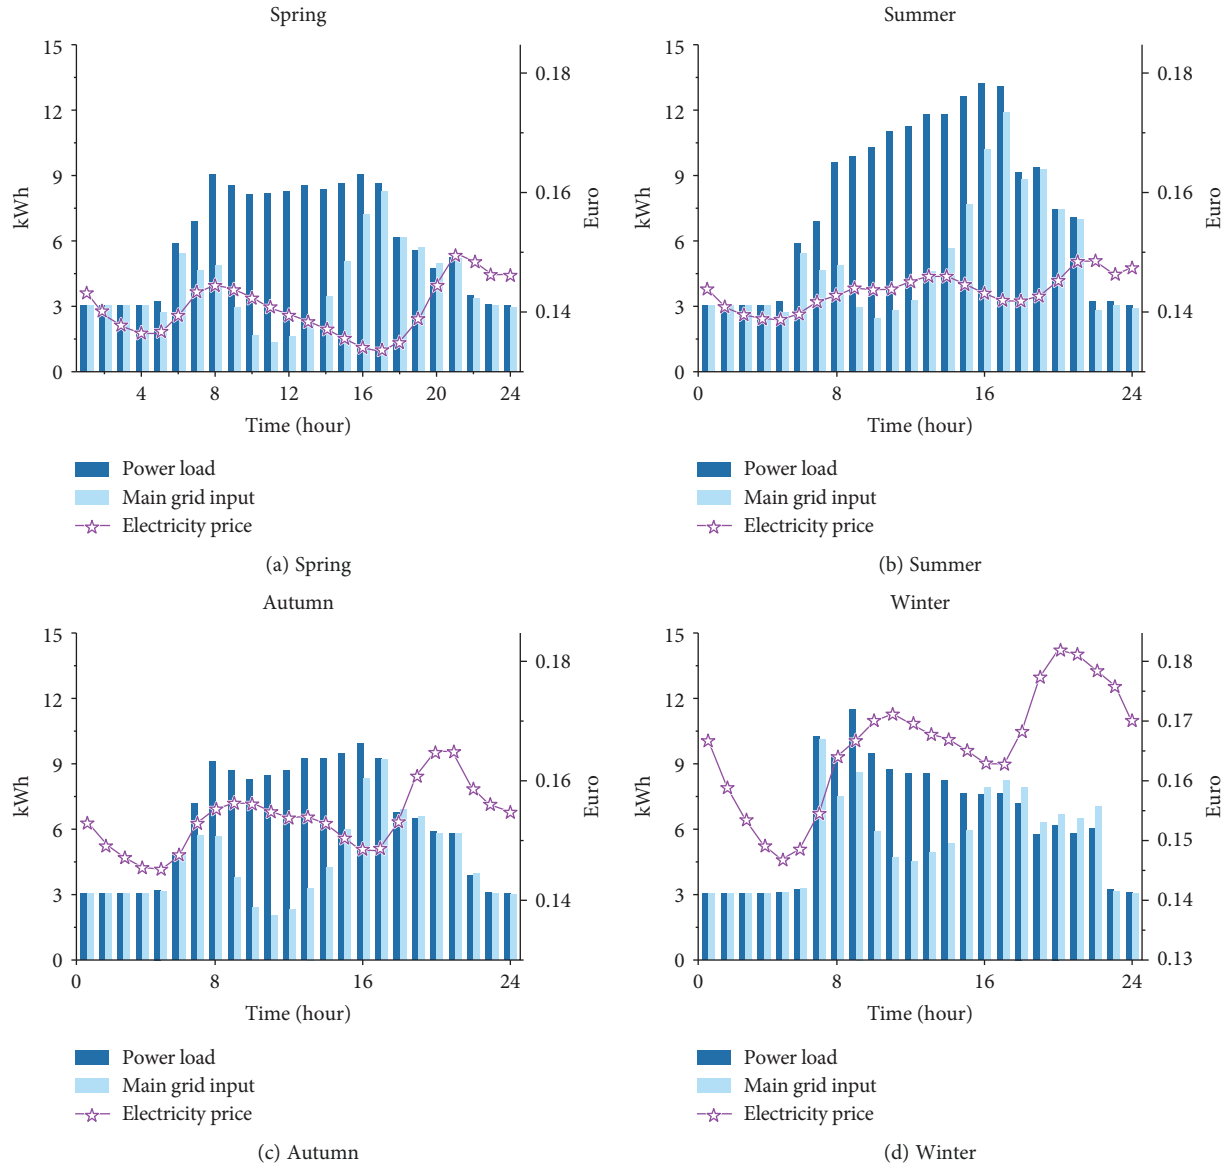 Spring
15
12
9
6
3
0
kWh
0.18
0.16
0.14
Euro
4 8 12 16 20 24
Time (hour)
Power load
Main grid input
Electricity price
(a) Spring
Summer
15
12
9
6
3
0
kWh
0.18
0.16
0.14
Euro
0 8 16 24
Time (hour)
Power load
Main grid input
Electricity price
(b) Summer
Autumn
15
12
9
6
3
0
kWh
0.18
0.16
0.14
Euro
0 8 16 24
Time (hour)
Power load
Main grid input
Electricity price
(c) Autumn
Winter
15
12
9
6
3
0
kWh
0.18
0.17
0.16
0.15
0.14
0.13
Euro
0 8 16 24
Time (hour)
Power load
Main grid input
Electricity price
(d) Winter